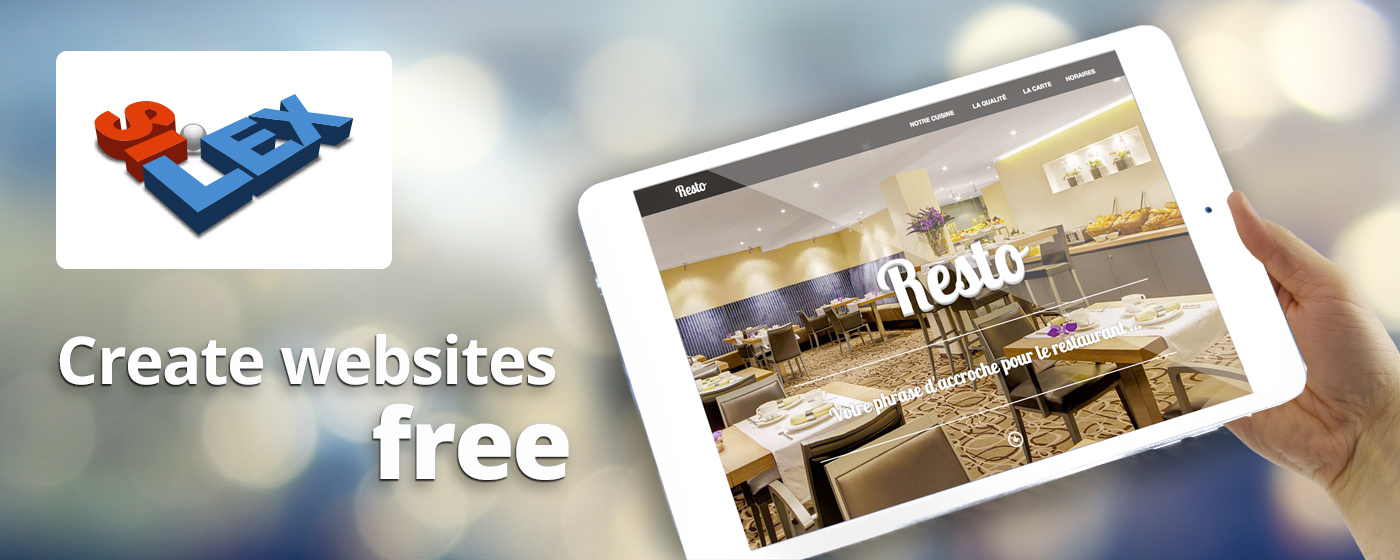 SiLEX
Create websites
free
Resto
NOTRE CUISINE
LA QUALITÉ
LA CARTE
HORAIRES
Resto
Votre phrase d'accroche pour le restaurant ...